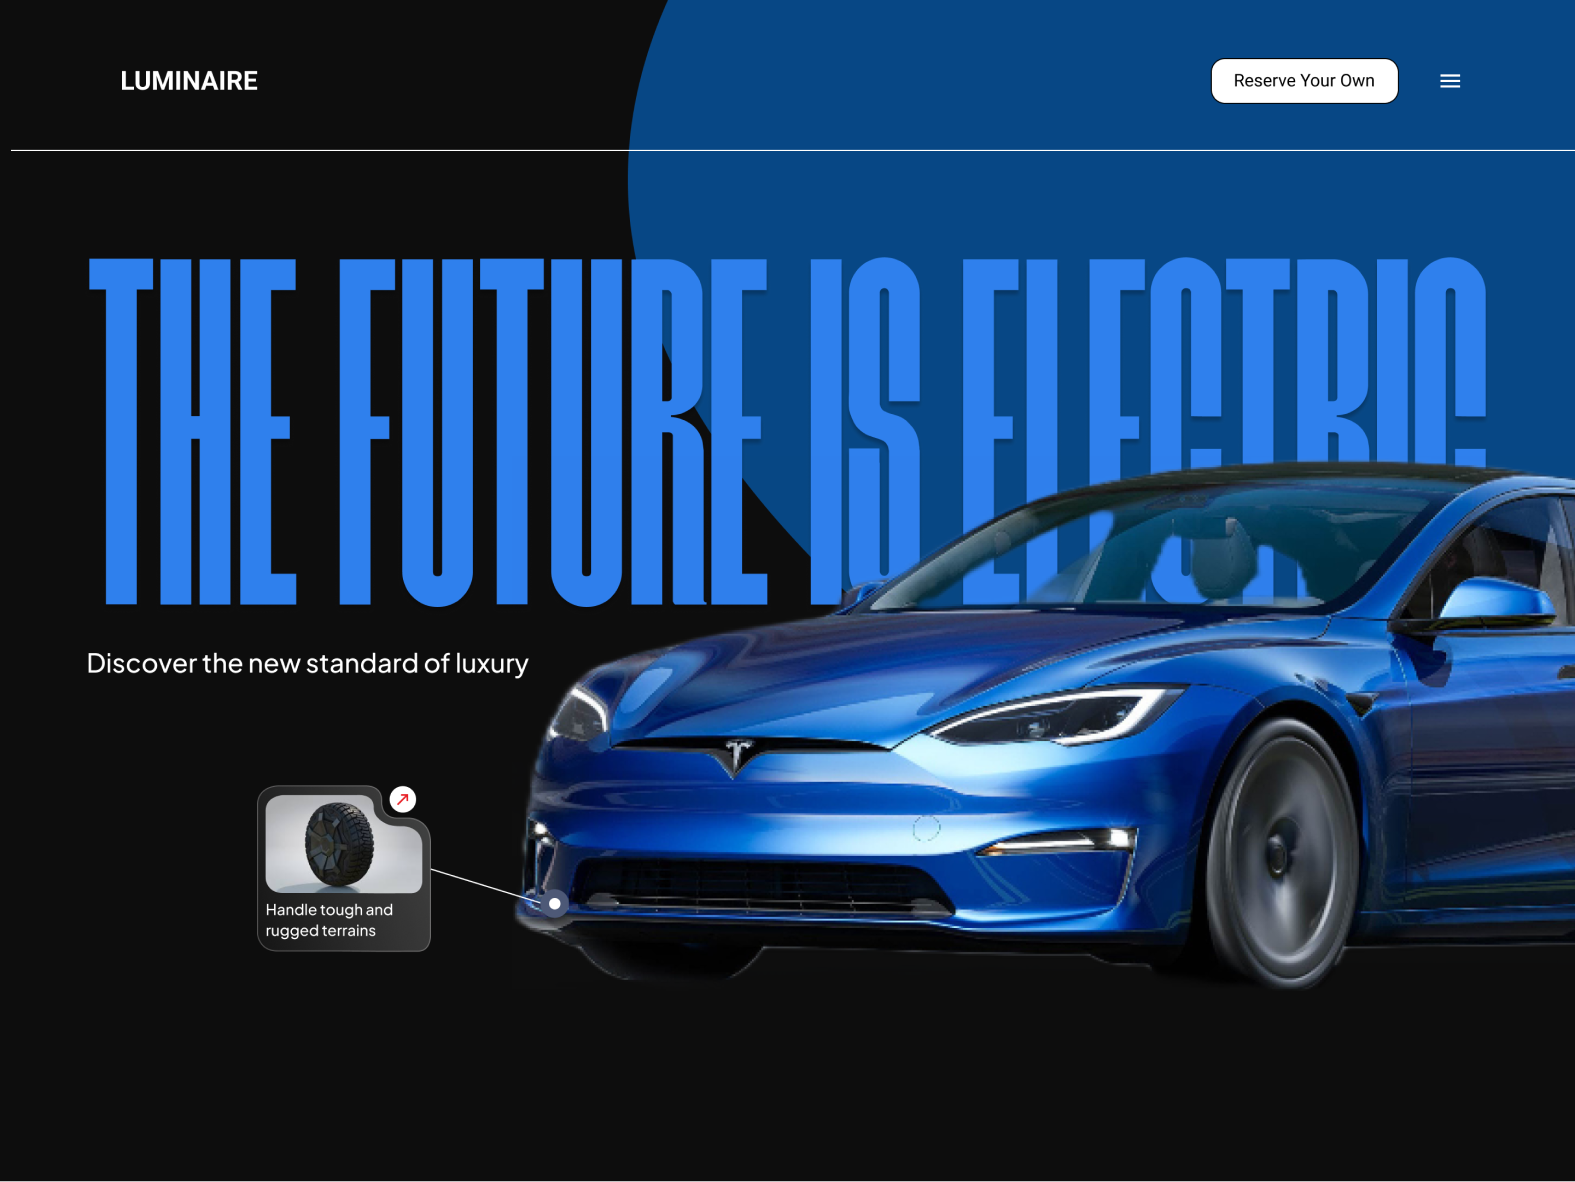 LUMINAIRE
Reserve Your Own
THE FUTURE IS ELECTRIC
Discover the new standard of luxury
Handle tough and
rugged terrains